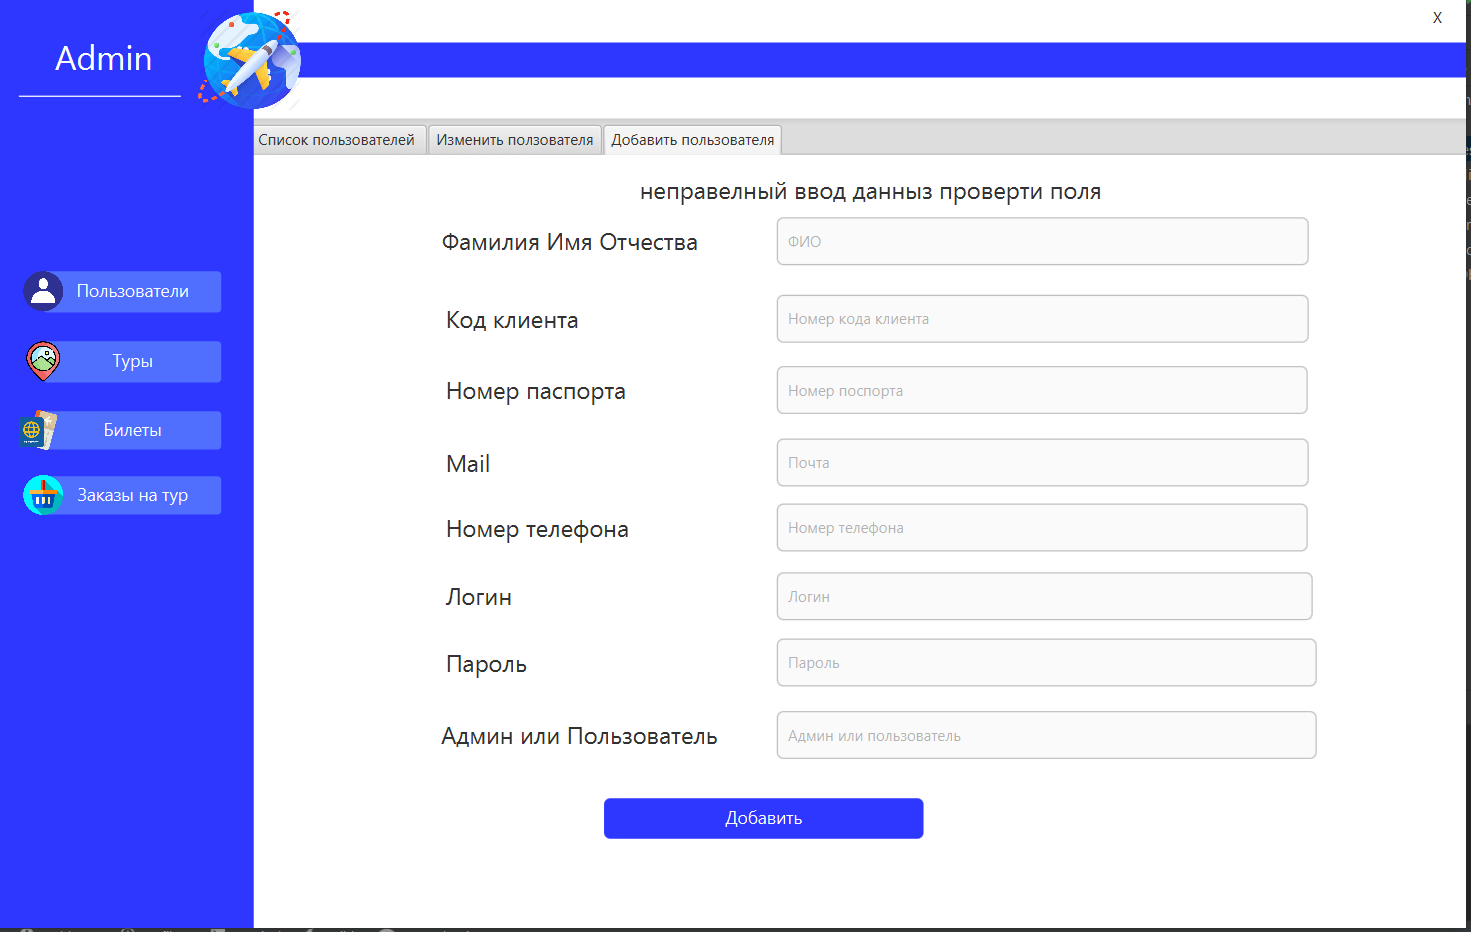 X
Admin
Список пользователей
Изменить ползователя
Добавить пользователя
неправелный ввод данныз проверти поля
Фамилия Имя Отчества
ФИО
Код клиента
Номер кода клиента
Номер паспорта
Номер поспорта
Mail
Почта
Номер телефона
Номер телефона
Логин
Логин
Пароль
Пароль
Админ или Пользователь
Админ или пользователь
Добавить
Пользователи
Туры
Билеты
Заказы на тур